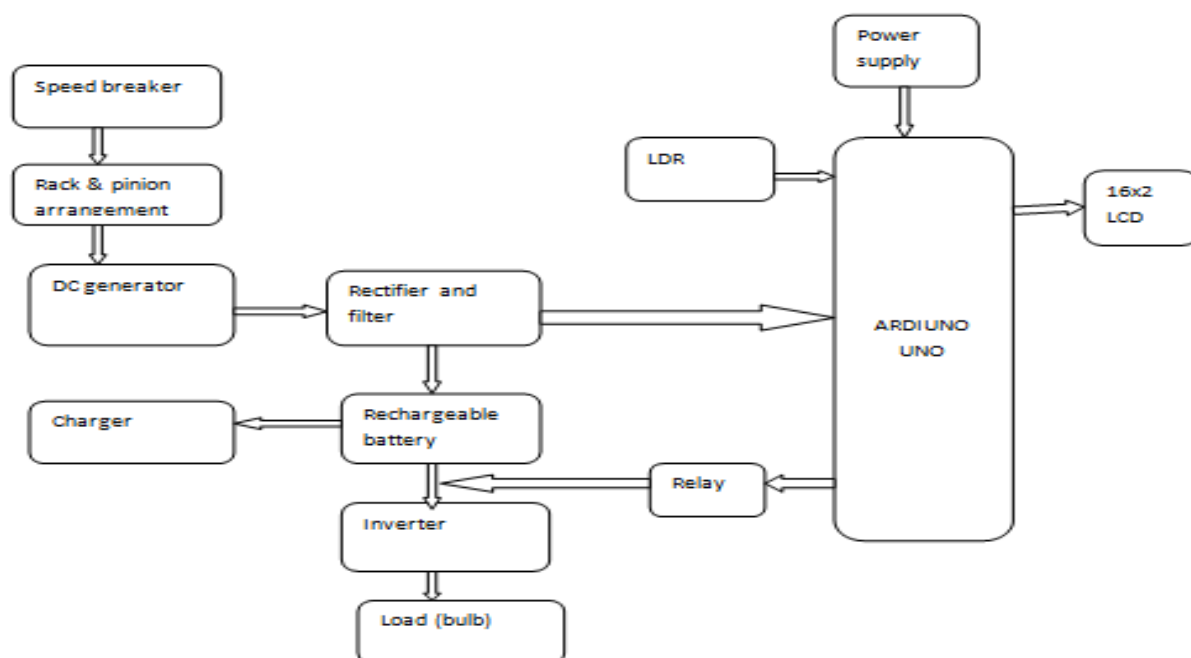 Power
supply
Speed breaker
LDR
Rack & pinion
arrangement
16x2
LCD
DC generator
Rectifier and
filter
ARDIUNO
UNO
Charger
Rechargeable
battery
Relay
Inverter
Load (bulb)